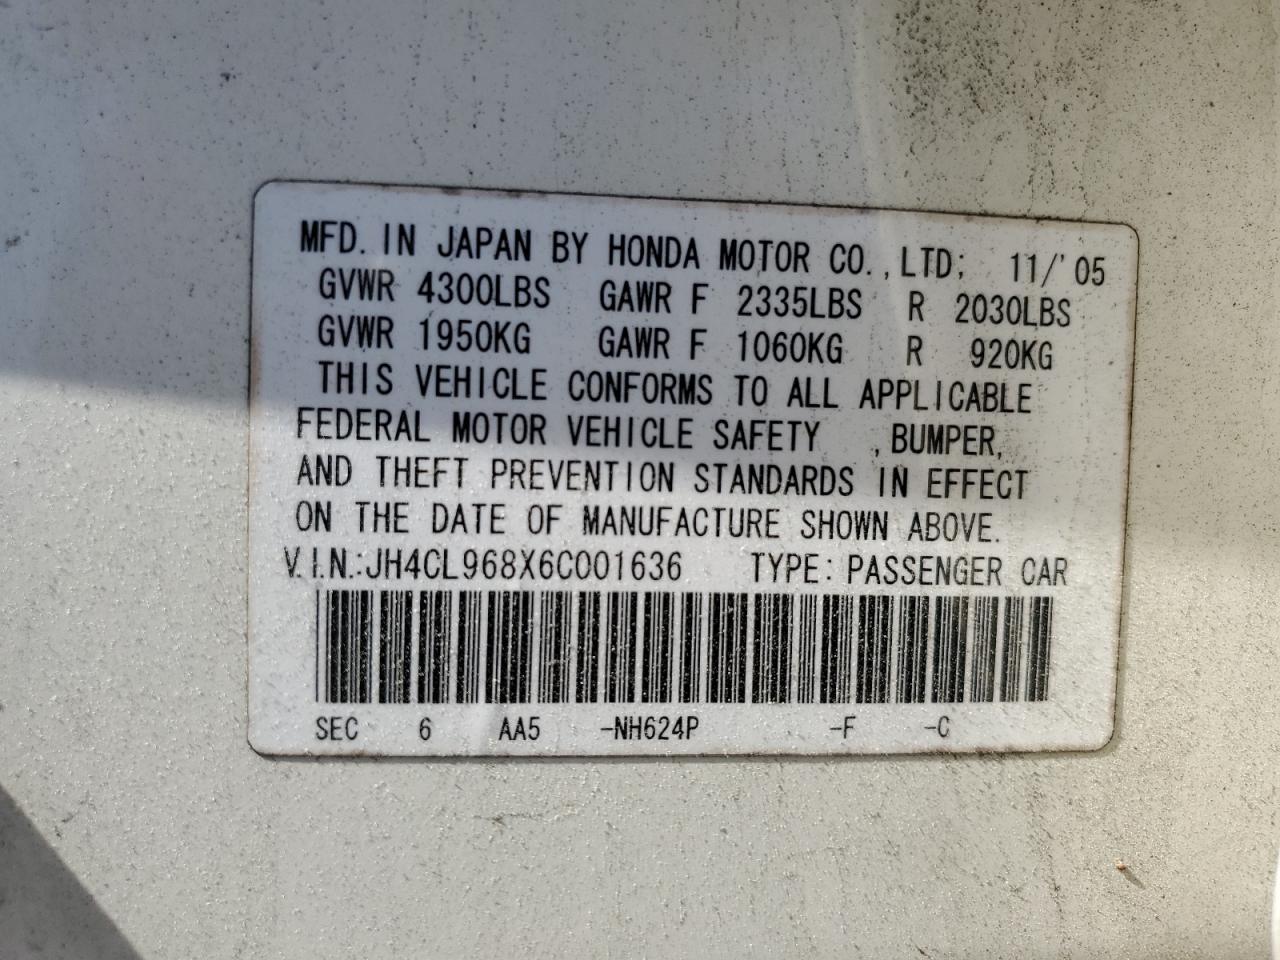 MFD. IN JAPAN BY HONDA MOTOR CO., LTD; 11/'05
GVWR 4300LBS GAWR F 2335LBS R 2030LBS
GVWR 1950KG GAWR F 1060KG R 920KG
THIS VEHICLE CONFORMS TO ALL APPLICABLE
FEDERAL MOTOR VEHICLE SAFETY , BUMPER,
AND THEFT PREVENTION STANDARDS IN EFFECT
ON THE DATE OF MANUFACTURE SHOWN ABOVE.
V.I.N.:JH4CL968X6C001636 TYPE: PASSENGER CAR
SEC 6 AA5 -NH624P -F -C